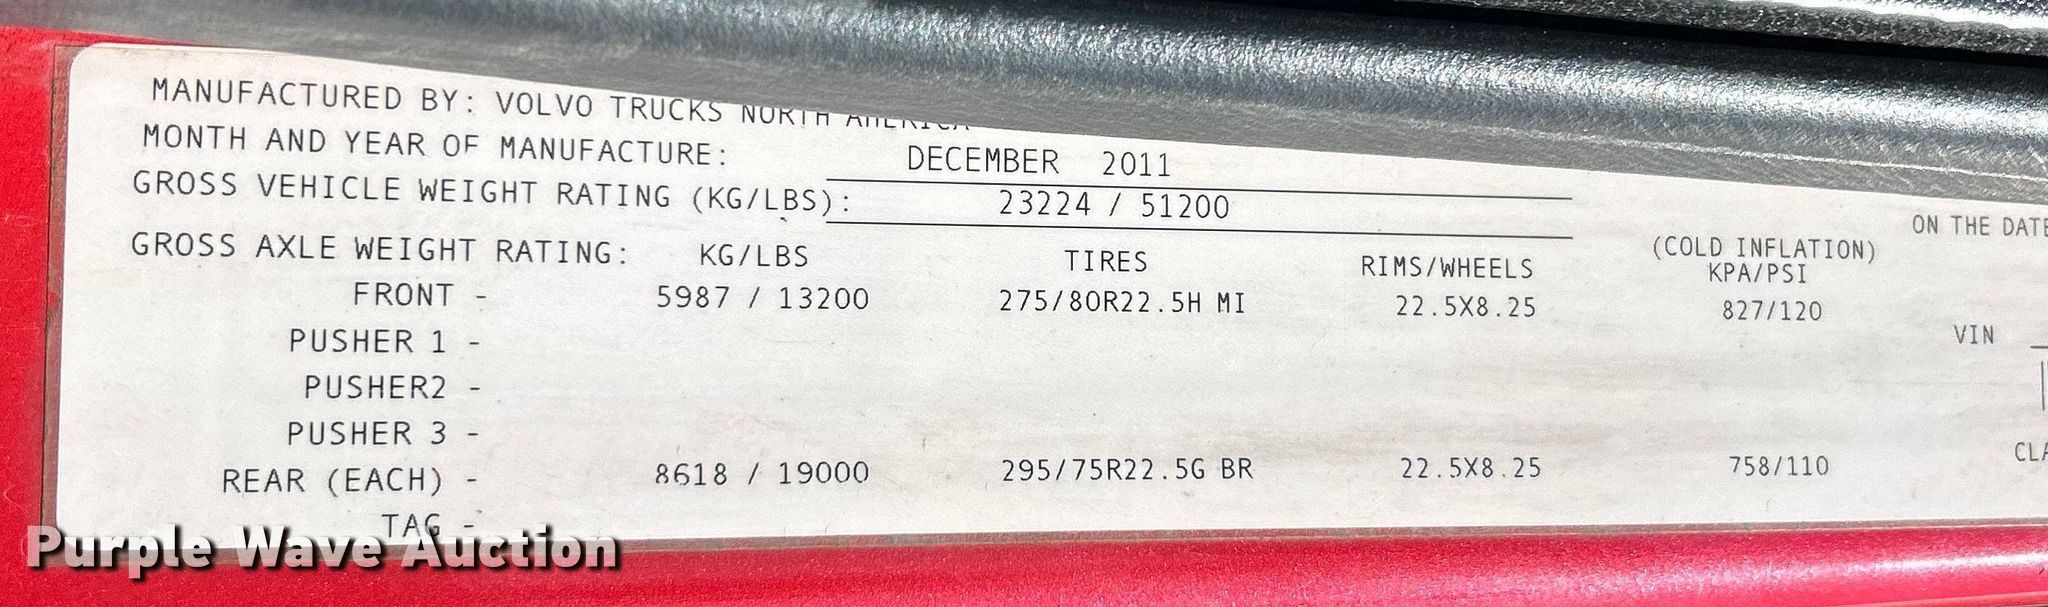 MANUFACTURED BY: VOLVO TRUCKS NORTH AMERICA
MONTH AND YEAR OF MANUFACTURE: DECEMBER 2011
GROSS VEHICLE WEIGHT RATING (KG/LBS): 23224 / 51200
ON THE DATE
GROSS AXLE WEIGHT RATING: KG/LBS TIRES RIMS/WHEELS (COLD INFLATION) KPA/PSI
FRONT - 5987 / 13200 275/80R22.5H MI 22.5X8.25 827/120
VIN
PUSHER 1 -
PUSHER2 -
PUSHER 3 -
REAR (EACH) - 8618 / 19000 295/75R22.5G BR 22.5X8.25 758/110
TAG -
Purple Wave Auction